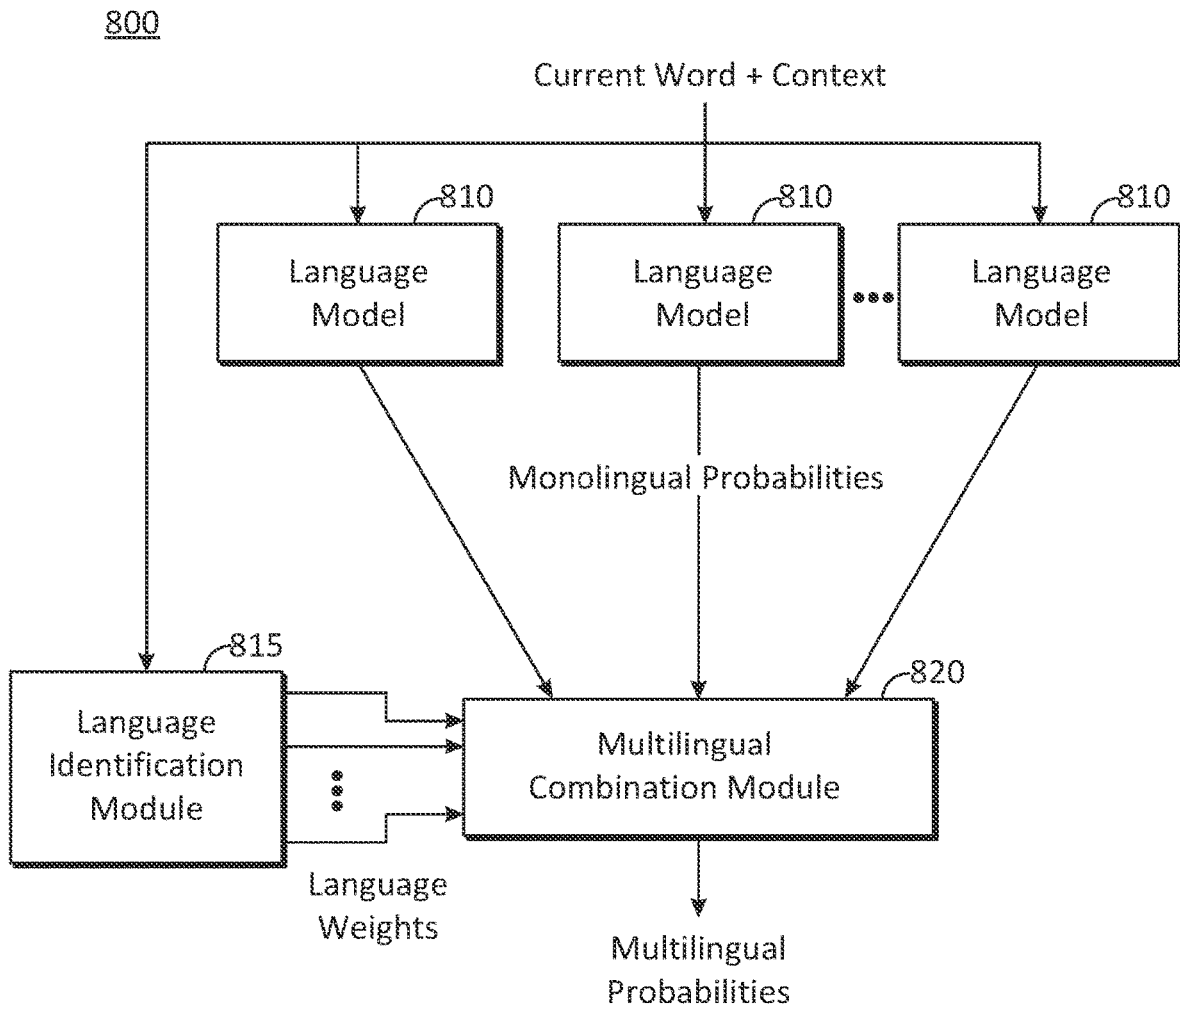 800
Current Word + Context
810
810
810
Language
Model
Language
Model
Language
Model
Monolingual Probabilities
815
820
Language
Identification
Module
Multilingual
Combination Module
Language
Weights
Multilingual
Probabilities